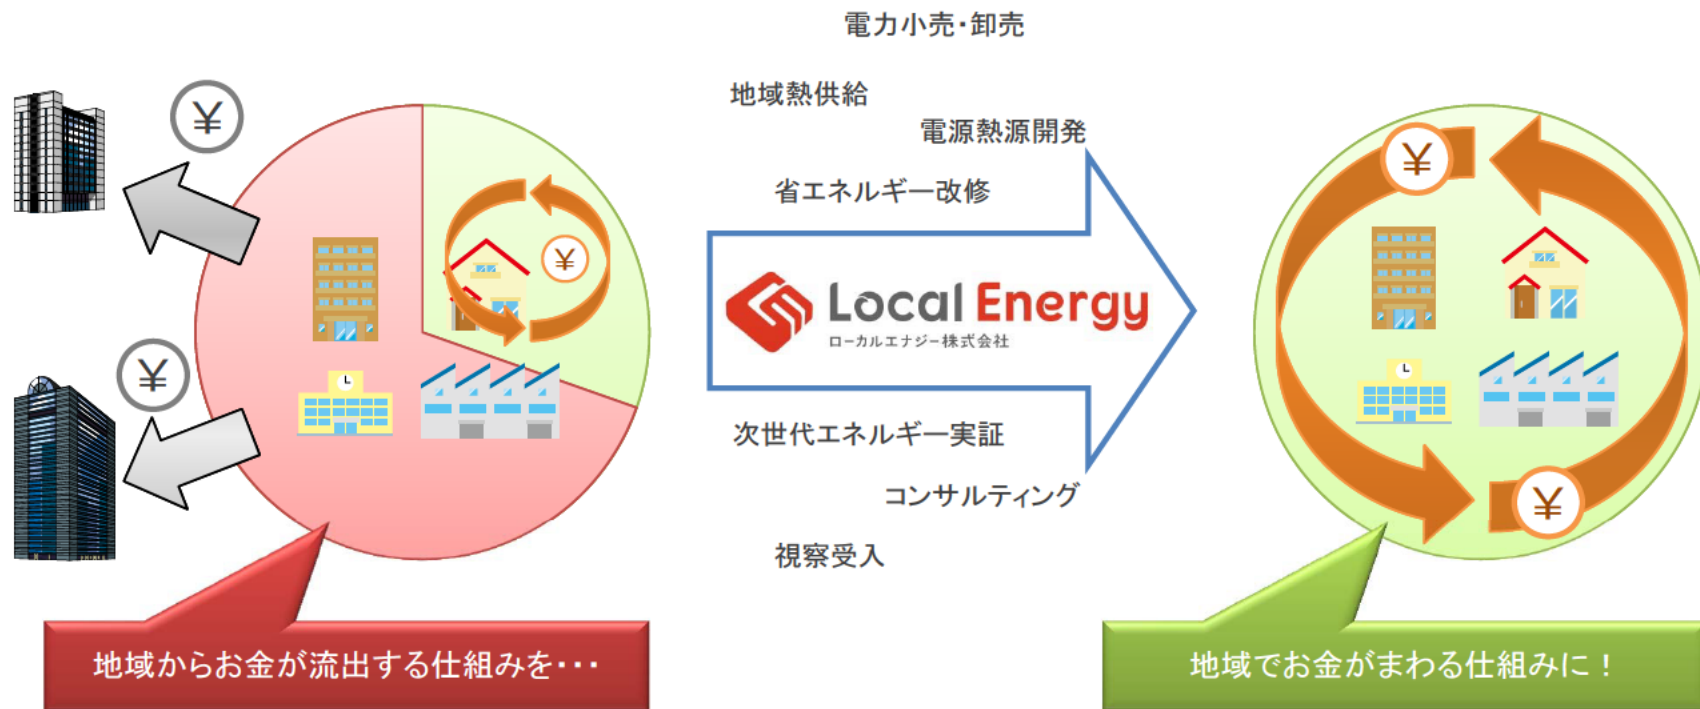 電力小売・卸売
地域熱供給
電源熱源開発
省エネルギー改修
¥
¥
¥
Local Energy
ローカルエナジー株式会社
次世代エネルギー実証
コンサルティング
視察受入
¥
¥
地域からお金が流出する仕組みを・・・
地域でお金がまわる仕組みに！